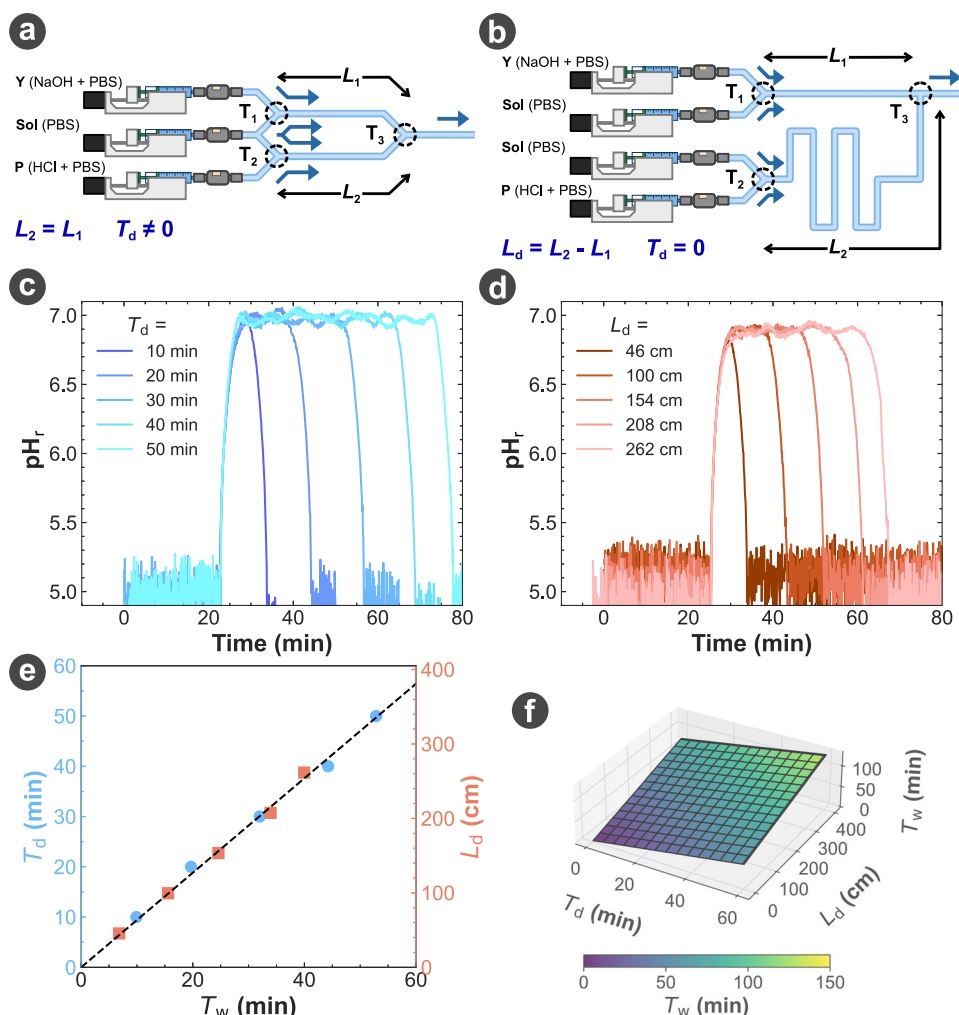 a
Y (NaOH + PBS)
Sol (PBS)
P (HCl + PBS)
T1
T2
T3
L1
L2
L2 = L1 Td ≠ 0
b
Y (NaOH + PBS)
Sol (PBS)
Sol (PBS)
P (HCl + PBS)
T1
T2
T3
L1
L2
Ld = L2 - L1 Td = 0
c
Td =
10 min
20 min
30 min
40 min
50 min
7.0
6.5
6.0
5.5
5.0
pHr
0 20 40 60 80
Time (min)
d
Ld =
46 cm
100 cm
154 cm
208 cm
262 cm
7.0
6.5
6.0
5.5
5.0
pHr
0 20 40 60 80
Time (min)
e
60
50
40
30
20
10
0
Td (min)
400
300
200
100
0
Ld (cm)
0 20 40 60
Tw (min)
f
0
20
40
60
Td (min)
0
100
200
300
400
Ld (cm)
100
50
0
Tw (min)
0 50 100 150
Tw (min)